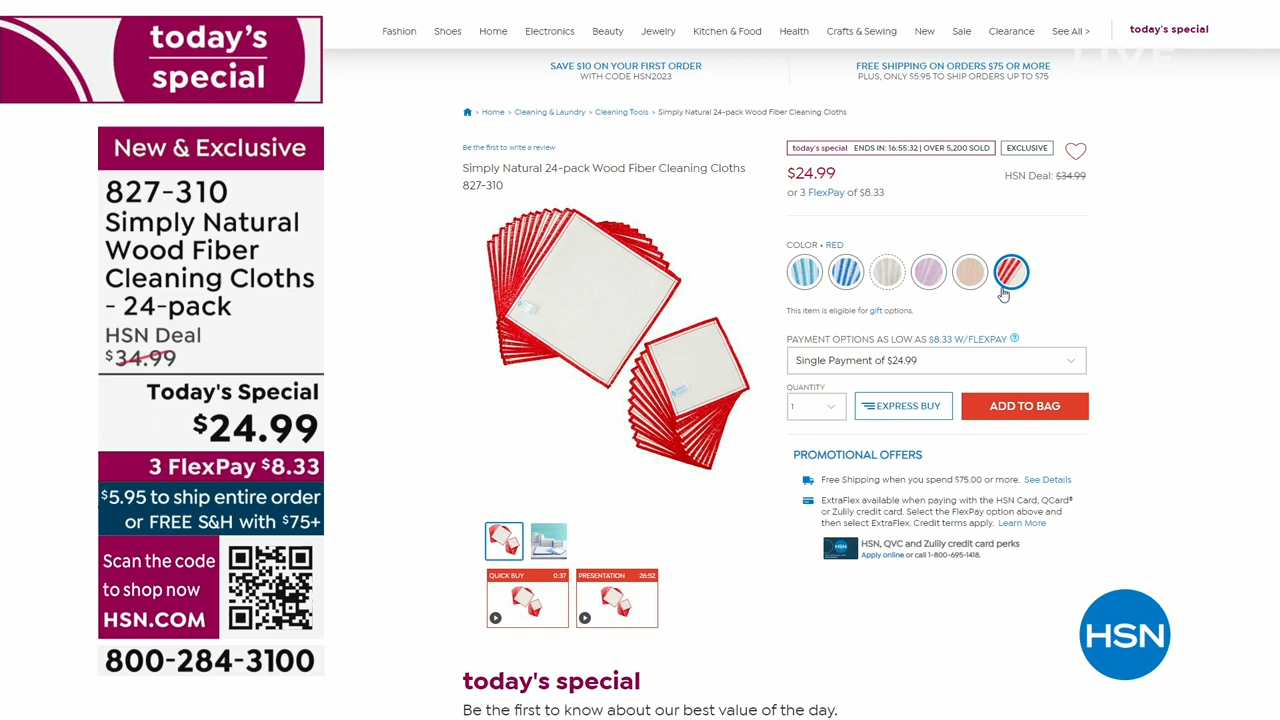 today's
special
New & Exclusive
827-310
Simply Natural
Wood Fiber
Cleaning Cloths
- 24-pack
HSN Deal
$34.99
Today's Special
$24.99
3 FlexPay $8.33
$5.95 to ship entire order
or FREE S&H with $75+
Scan the code
to shop now
HSN.COM
800-284-3100
Fashion Shoes Home Electronics Beauty Jewelry Kitchen & Food Health Crafts & Sewing New Sale Clearance See All > today's special
LIVE
SAVE $10 ON YOUR FIRST ORDER
WITH CODE HSN2023
FREE SHIPPING ON ORDERS $75 OR MORE
PLUS, ONLY $5.95 TO SHIP ORDERS UP TO $75
> Home > Cleaning & Laundry > Cleaning Tools > Simply Natural 24-pack Wood Fiber Cleaning Cloths
Be the first to write a review
Simply Natural 24-pack Wood Fiber Cleaning Cloths
827-310
today's special ENDS IN: 16:55:32 | OVER 5,200 SOLD EXCLUSIVE
$24.99 HSN Deal: $34.99
or 3 FlexPay of $8.33
COLOR • RED
This item is eligible for gift options.
PAYMENT OPTIONS AS LOW AS $8.33 W/FLEXPAY ?
Single Payment of $24.99
QUANTITY
1 EXPRESS BUY ADD TO BAG
PROMOTIONAL OFFERS
Free Shipping when you spend $75.00 or more. See Details
ExtraFlex available when paying with the HSN Card, QCard®
or Zulily credit card. Select the FlexPay option above and
then select ExtraFlex. Credit terms apply. Learn More
HSN HSN, QVC and Zulily credit card perks
Apply online or call 1-800-695-1418.
QUICK BUY 0:37 PRESENTATION 26:52
HSN
today's special
Be the first to know about our best value of the day.